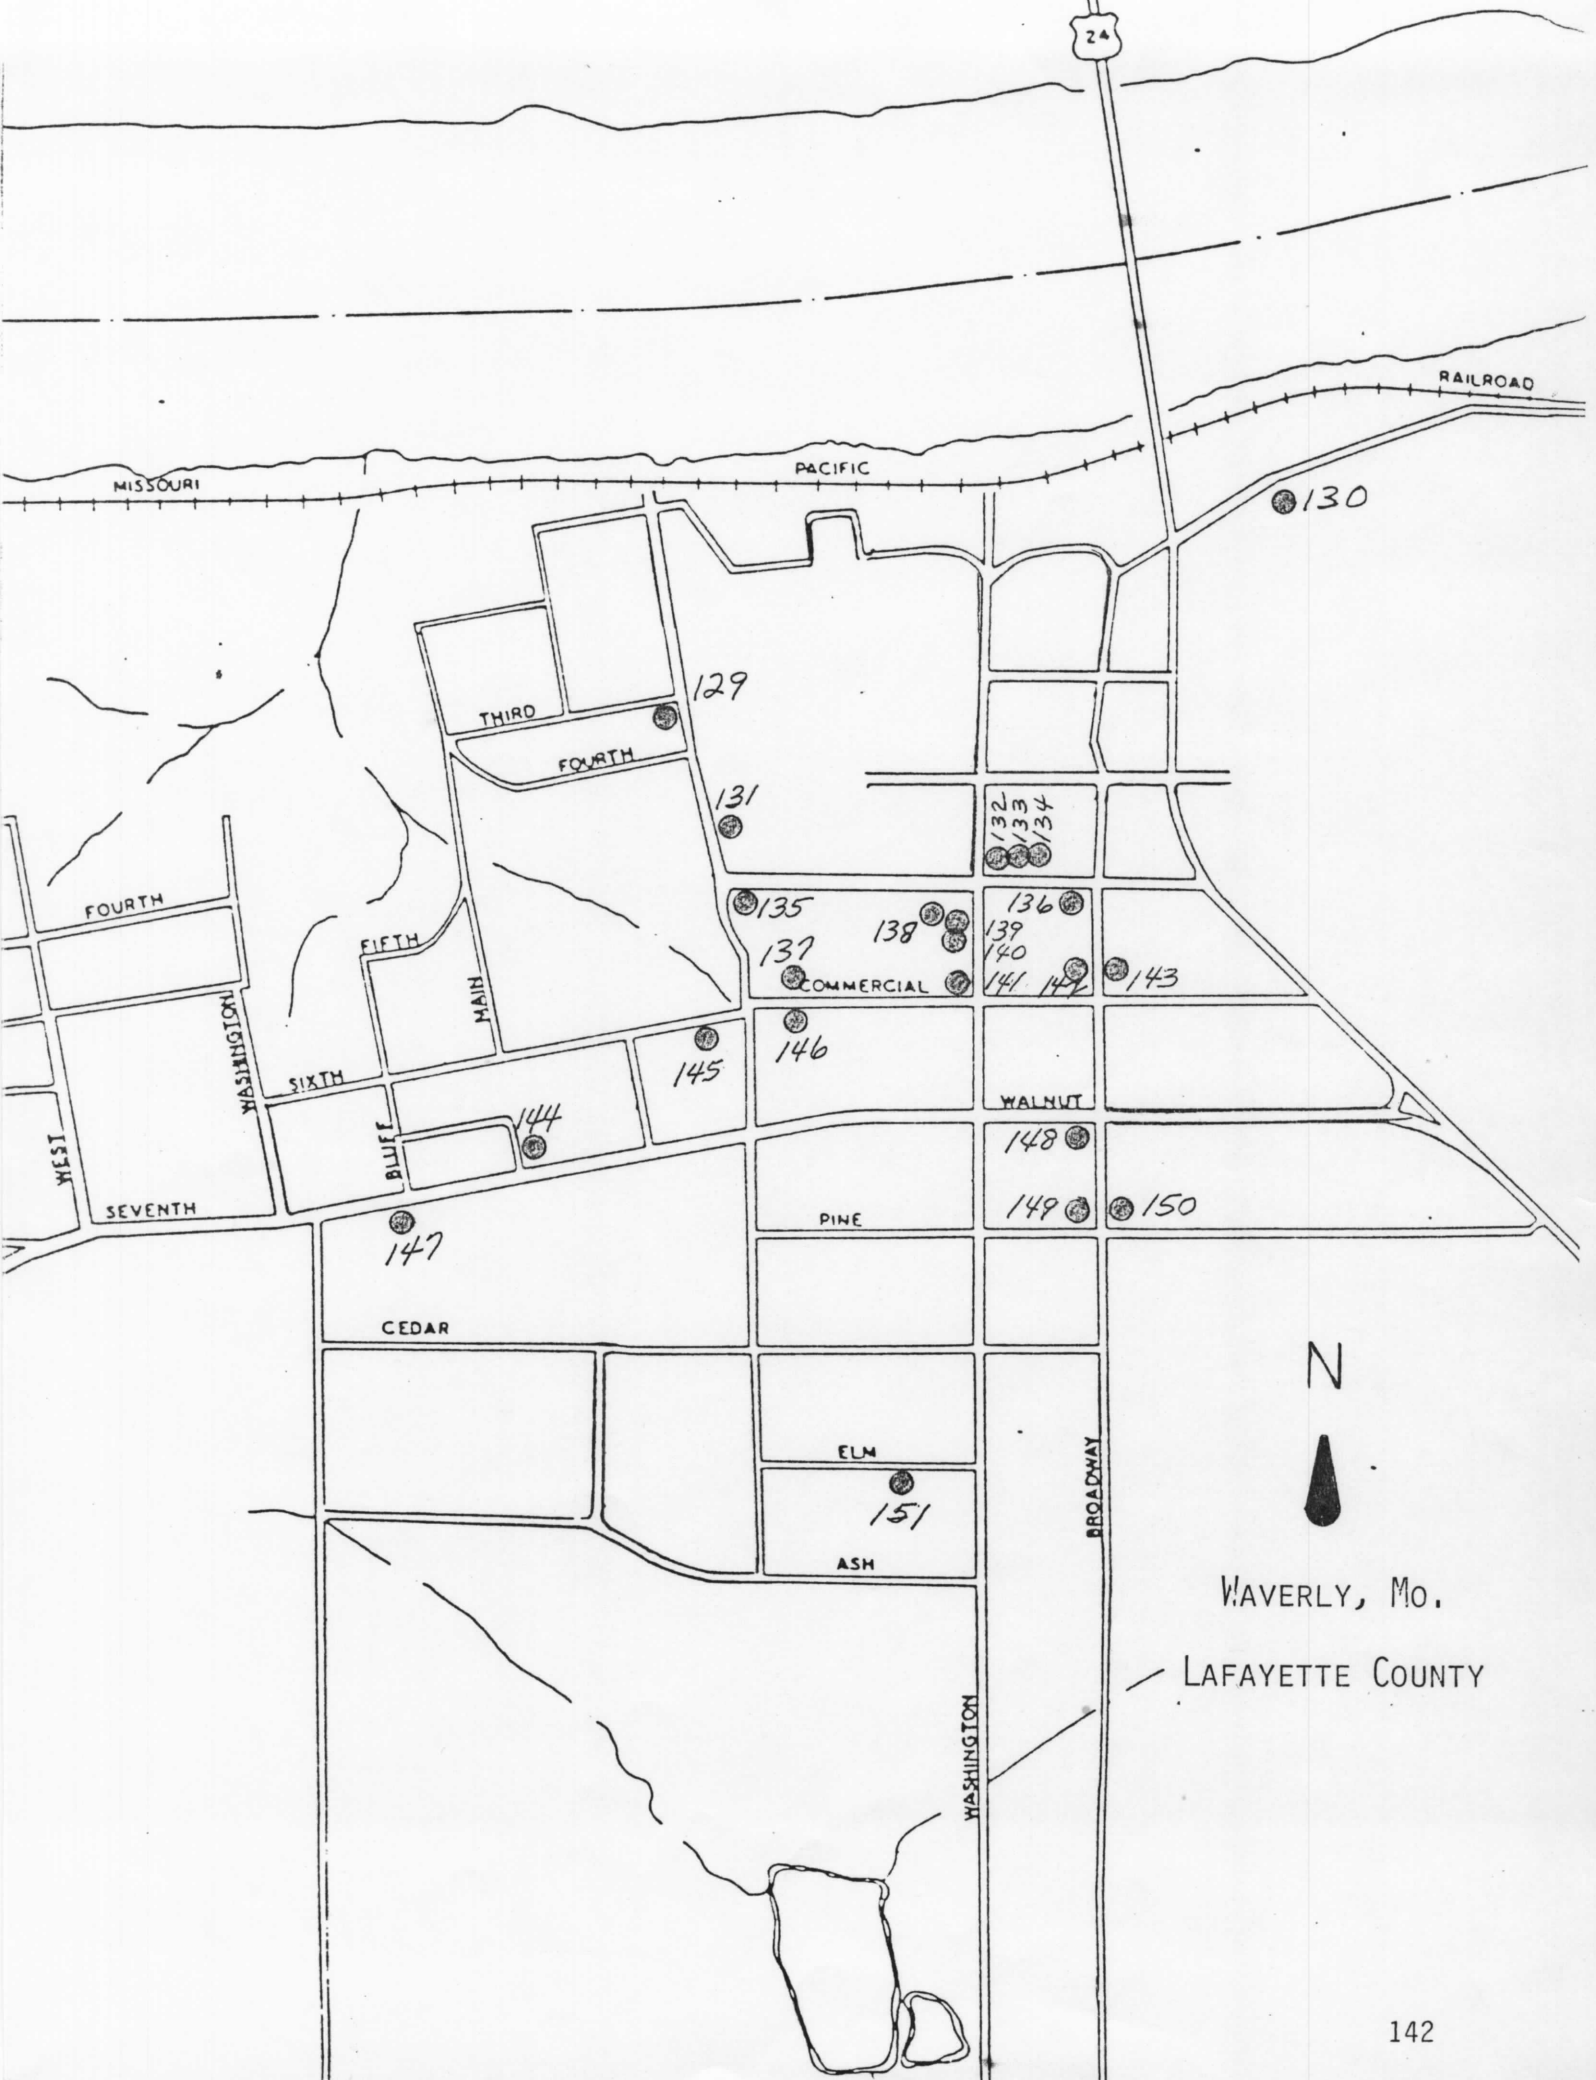 24
RAILROAD
PACIFIC
MISSOURI
130
129
THIRD
FOURTH
131
132
133
134
FOURTH
135
136
138
139
FIFTH
137
140
COMMERCIAL
141
142
143
MAIN
WASHINGTON
146
145
SIXTH
WALNUT
144
BLUFF
WEST
148
SEVENTH
149
150
PINE
147
CEDAR
N
ELM
BROADWAY
151
ASH
WAVERLY, MO.
LAFAYETTE COUNTY
WASHINGTON
142